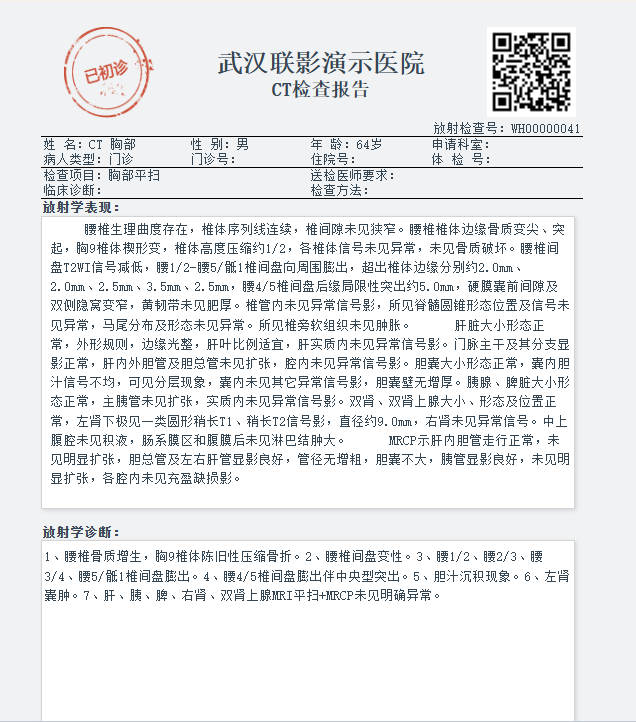 已初诊
武汉联影演示医院
CT检查报告
放射检查号: WH00000041
姓 名: CT 胸部 性 别: 男 年 龄: 64岁 申请科室:
病人类型: 门诊 门诊号: 住院号: 体 检 号:
检查项目: 胸部平扫 送检医师要求:
临床诊断: 检查方法:
放射学表现:
腰椎生理曲度存在，椎体序列线连续，椎间隙未见狭窄。腰椎椎体边缘骨质变尖、突
起，胸9椎体楔形变，椎体高度压缩约1/2，各椎体信号未见异常，未见骨质破坏。腰椎间
盘T2WI信号减低，腰1/2-腰5/骶1椎间盘向周围膨出，超出椎体边缘分别约2.0mm、
2.0mm、2.5mm、3.5mm、2.5mm，腰4/5椎间盘后缘局限性突出约5.0mm，硬膜囊前间隙及
双侧隐窝变窄，黄韧带未见肥厚。椎管内未见异常信号影，所见脊髓圆锥形态位置及信号未
见异常，马尾分布及形态未见异常。所见椎旁软组织未见肿胀。 肝脏大小形态正
常，外形规则，边缘光整，肝叶比例适宜，肝实质内未见异常信号影。门脉主干及其分支显
影正常，肝内外胆管及胆总管未见扩张，腔内未见异常信号影。胆囊大小形态正常，囊内胆
汁信号不均，可见分层现象，囊内未见其它异常信号影，胆囊壁无增厚。胰腺、脾脏大小形
态正常，主胰管未见扩张，实质内未见异常信号影。双肾、双肾上腺大小、形态及位置正
常，左肾下极见一类圆形稍长T1、稍长T2信号影，直径约9.0mm，右肾未见异常信号。中上
腹腔未见积液，肠系膜区和腹膜后未见淋巴结肿大。 MRCP示肝内胆管走行正常，未
见明显扩张，胆总管及左右肝管显影良好，管径无增粗，胆囊不大，胰管显影良好，未见明
显扩张，各腔内未见充盈缺损影。
放射学诊断:
1、腰椎骨质增生，胸9椎体陈旧性压缩骨折。2、腰椎间盘变性。3、腰1/2、腰2/3、腰
3/4、腰5/骶1椎间盘膨出。4、腰4/5椎间盘膨出伴中央型突出。5、胆汁沉积现象。6、左肾
囊肿。7、肝、胰、脾、右肾、双肾上腺MRI平扫+MRCP未见明确异常。